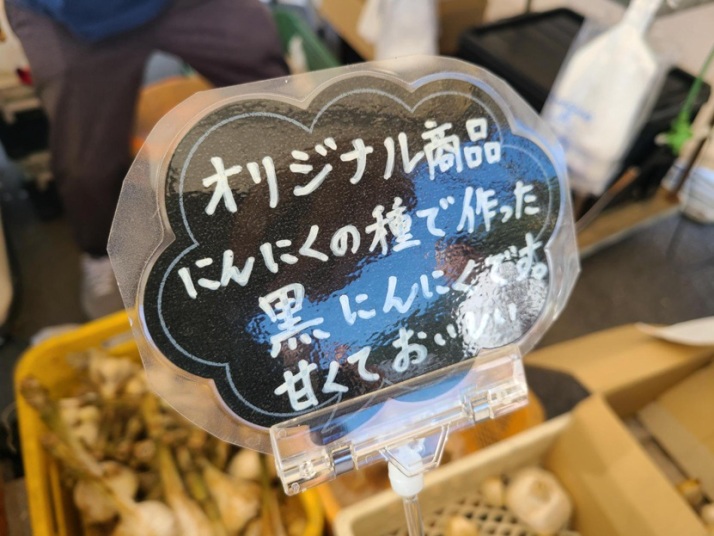 オリジナル商品
にんにくの種で作った
黒にんにくです。
甘くておいしい